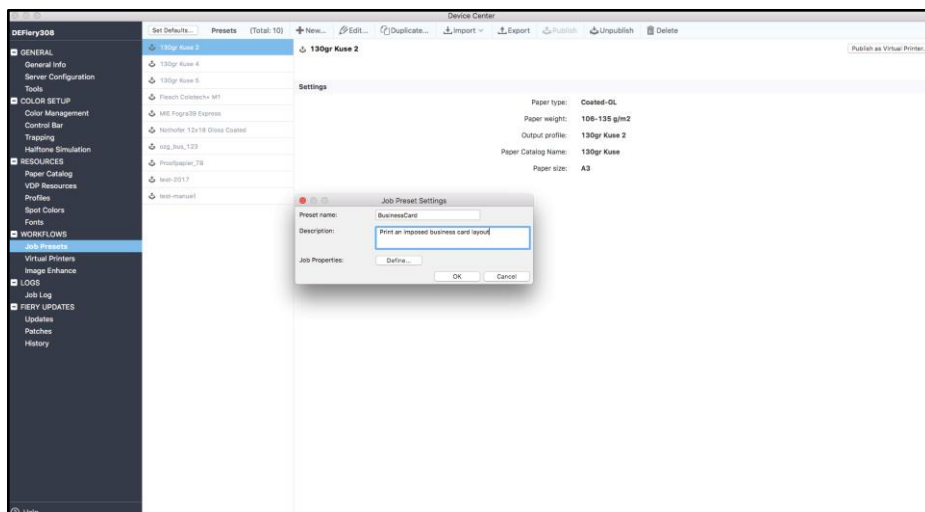 Device Center
DEFiery308
GENERAL
General Info
Server Configuration
Tools
COLOR SETUP
Color Management
Control Bar
Trapping
Halftone Simulation
RESOURCES
Paper Catalog
VDP Resources
Profiles
Spot Colors
Fonts
WORKFLOWS
Job Presets
Virtual Printers
Image Enhance
LOGS
Job Log
FIERY UPDATES
Updates
Patches
History
Help
Set Defaults... Presets (Total: 10)
130gr Kuse 2
130gr Kuse 4
130gr Kuse 5
Flesch Colotech+ M1
MIS Fogra39 Express
Nothofer 12x18 Gloss Coated
ozg_bus_123
Proofpapier_78
test-2017
test-manuell
New... Edit... Duplicate... Import Export Publish Unpublish Delete
130gr Kuse 2
Publish as Virtual Printer.
Settings
Paper type: Coated-GL
Paper weight: 106-135 g/m2
Output profile: 130gr Kuse 2
Paper Catalog Name: 130gr Kuse
Paper size: A3
Job Preset Settings
Preset name: BusinessCard
Description: Print an imposed business card layout
Job Properties: Define...
OK Cancel